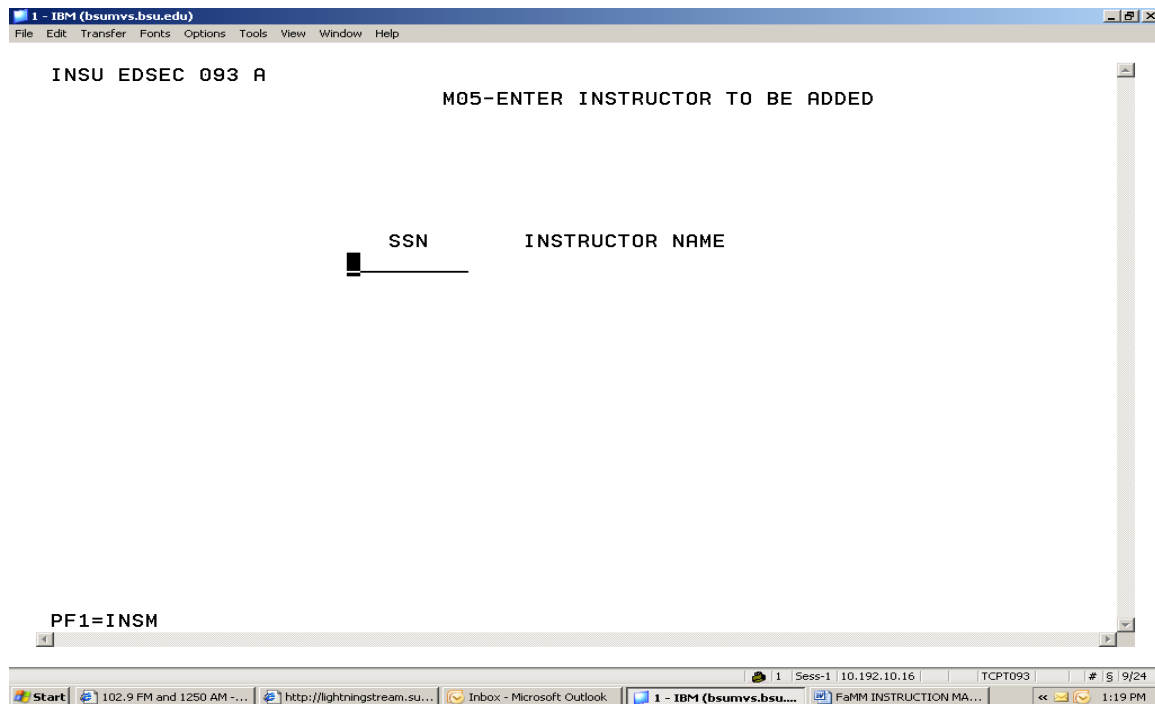 1 - IBM (bsumvs.bsu.edu)
File Edit Transfer Fonts Options Tools View Window Help
INSU EDSEC 093 A
M05-ENTER INSTRUCTOR TO BE ADDED
SSN INSTRUCTOR NAME
PF1=INSM
1 Sess-1 10.192.10.16 TCPT093 # § 9/24
Start 102.9 FM and 1250 AM -... http://lightningstream.su... Inbox - Microsoft Outlook 1 - IBM (bsumvs.bsu.... FaMM INSTRUCTION MA... « 1:19 PM